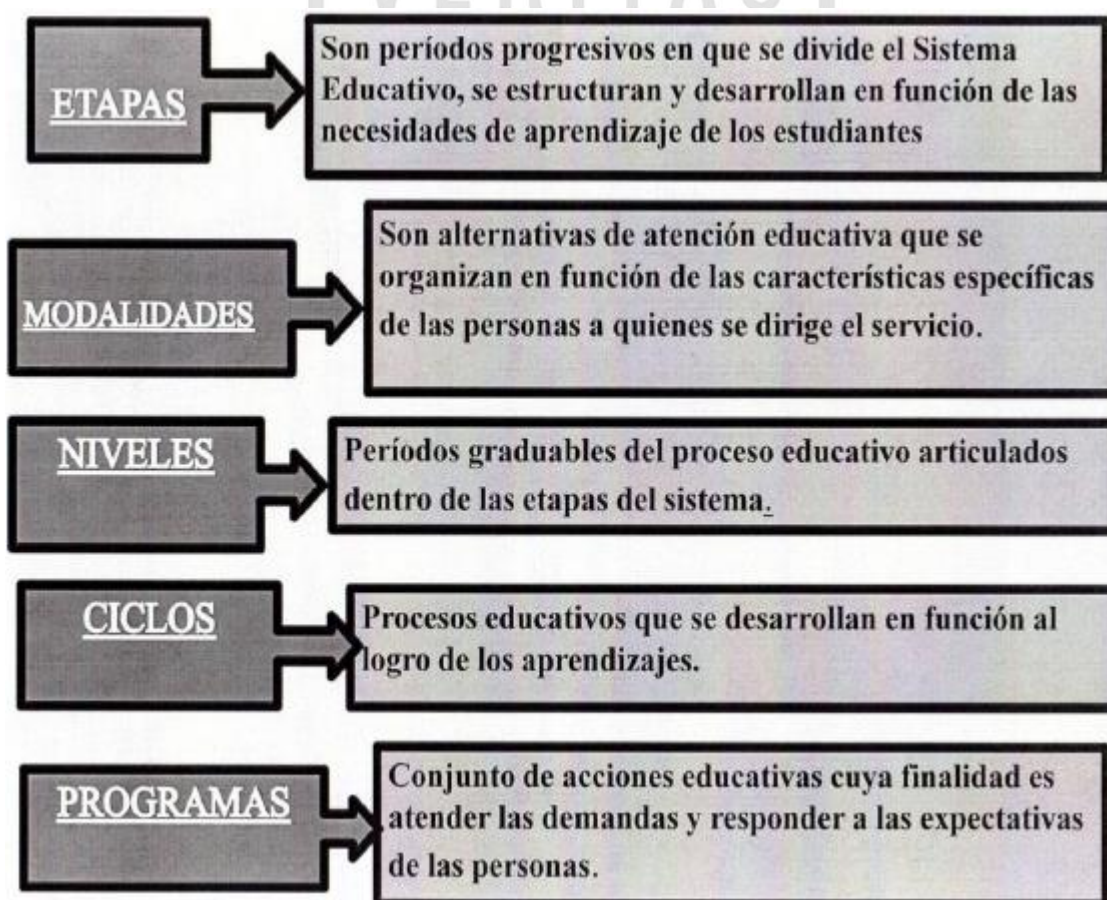 ETAPAS
Son períodos progresivos en que se divide el Sistema
Educativo, se estructuran y desarrollan en función de las
necesidades de aprendizaje de los estudiantes
MODALIDADES
Son alternativas de atención educativa que se
organizan en función de las características específicas
de las personas a quienes se dirige el servicio.
NIVELES
Períodos graduables del proceso educativo articulados
dentro de las etapas del sistema.
CICLOS
Procesos educativos que se desarrollan en función al
logro de los aprendizajes.
PROGRAMAS
Conjunto de acciones educativas cuya finalidad es
atender las demandas y responder a las expectativas
de las personas.